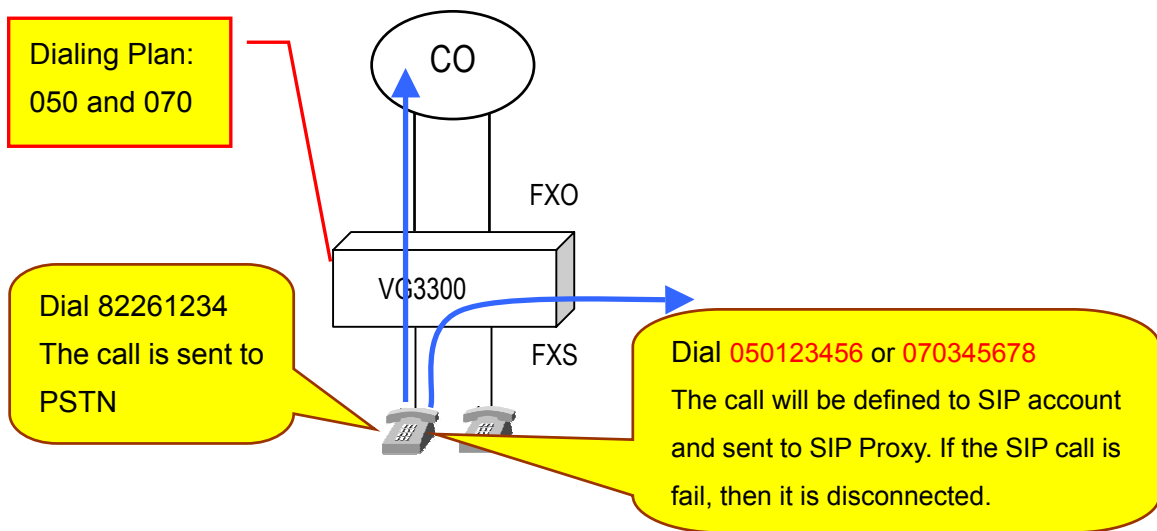 Dialing Plan:
050 and 070
CO
FXO
VG3300
FXS
Dial 82261234
The call is sent to
PSTN
Dial 050123456 or 070345678
The call will be defined to SIP account
and sent to SIP Proxy. If the SIP call is
fail, then it is disconnected.